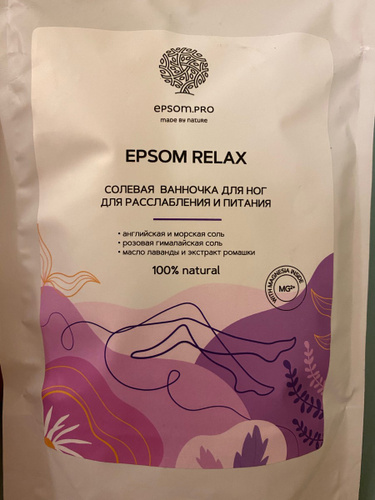 epsom.pro
made by nature
EPSOM RELAX
СОЛЕВАЯ ВАННОЧКА ДЛЯ НОГ
ДЛЯ РАССЛАБЛЕНИЯ И ПИТАНИЯ
• английская и морская соль
• розовая гималайская соль
• масло лаванды и экстракт ромашки
100% natural
WITH MAGNESIA INSIDE
MG²⁺